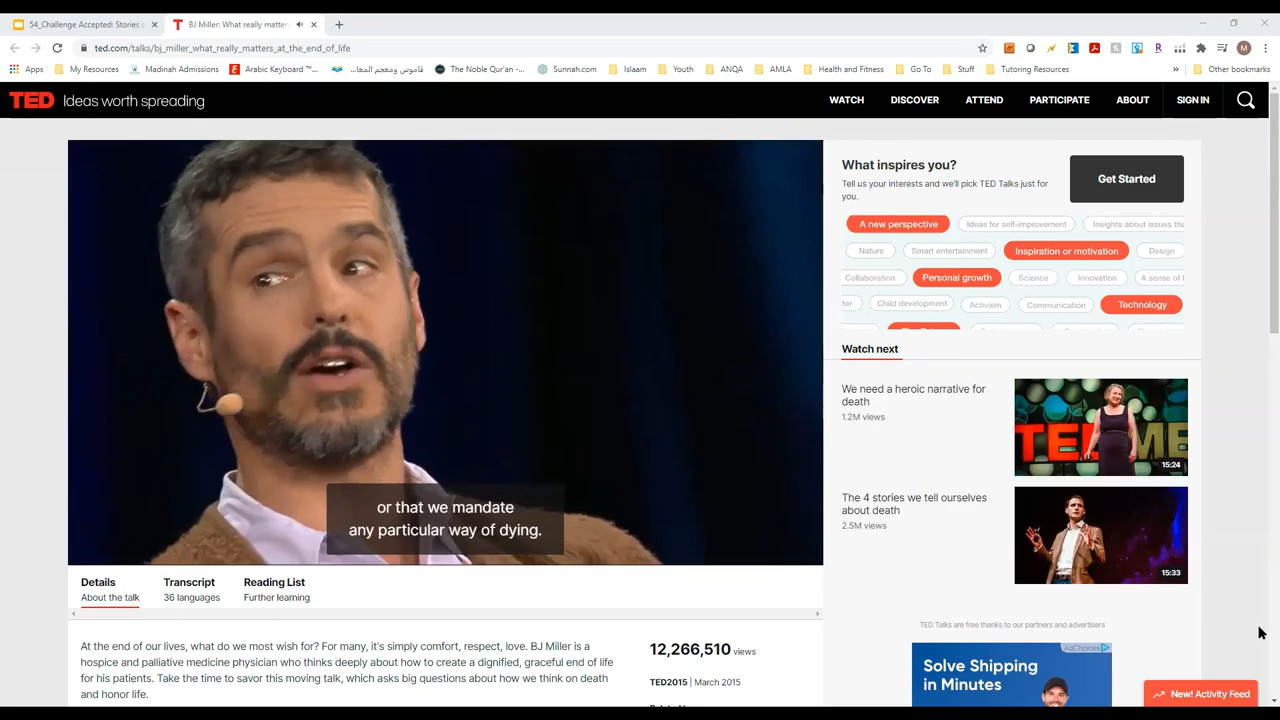 54_Challenge Accepted: Stories o
BJ Miller: What really matters
ted.com/talks/bj_miller_what_really_matters_at_the_end_of_life
M
Apps
My Resources
Madinah Admissions
Arabic Keyboard ™...
قاموس ومعجم المعا...
The Noble Qur'an -...
Sunnah.com
Islaam
Youth
ANQA
AMLA
Health and Fitness
Go To
Stuff
Tutoring Resources
»
Other bookmarks
TED Ideas worth spreading
WATCH
DISCOVER
ATTEND
PARTICIPATE
ABOUT
SIGN IN
or that we mandate
any particular way of dying.
What inspires you?
Tell us your interests and we'll pick TED Talks just for
you.
Get Started
A new perspective
Ideas for self-improvement
Insights about issues tha
Nature
Smart entertainment
Inspiration or motivation
Design
Collaboration
Personal growth
Science
Innovation
A sense of l
ter
Child development
Activism
Communication
Technology
Watch next
We need a heroic narrative for
death
1.2M views
15:24
The 4 stories we tell ourselves
about death
2.5M views
15:33
Details
About the talk
Transcript
36 languages
Reading List
Further learning
At the end of our lives, what do we most wish for? For many, it's simply comfort, respect, love. BJ Miller is a
hospice and palliative medicine physician who thinks deeply about how to create a dignified, graceful end of life
for his patients. Take the time to savor this moving talk, which asks big questions about how we think on death
and honor life.
12,266,510 views
TED2015 | March 2015
TED Talks are free thanks to our partners and advertisers
AdChoices
Solve Shipping
in Minutes
New! Activity Feed